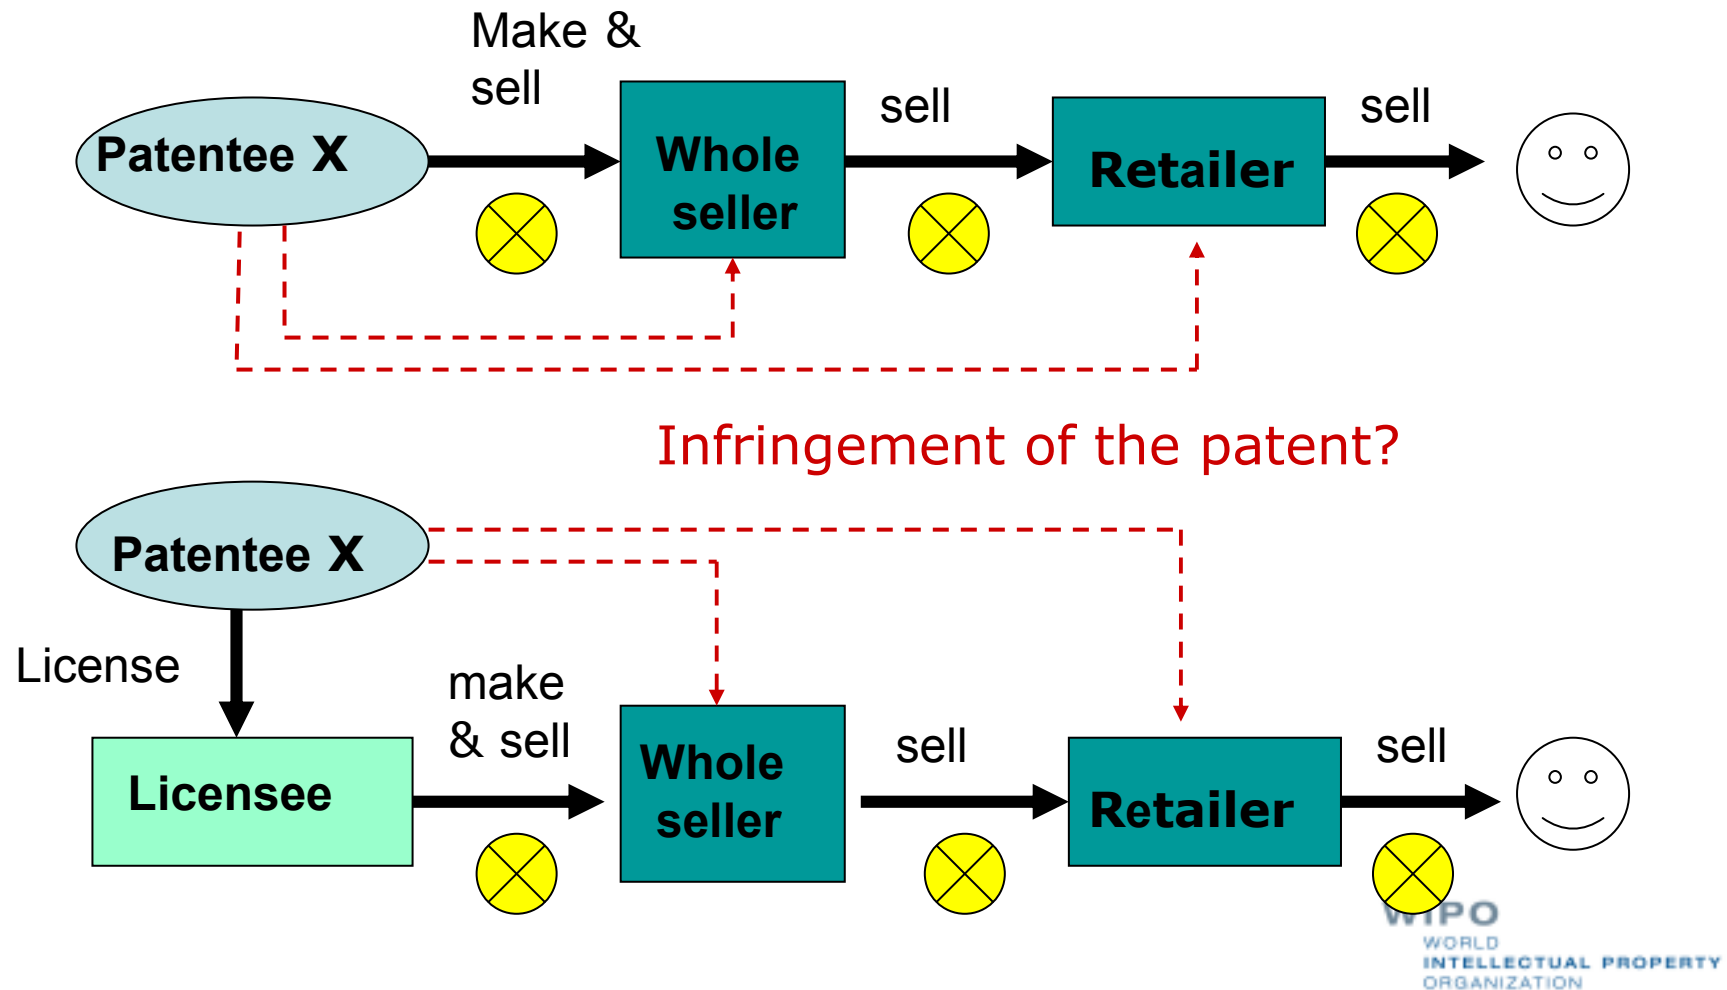 Make &
sell
sell
sell
Patentee X
Whole
seller
Retailer
Infringement of the patent?
Patentee X
License
make
& sell
sell
sell
Licensee
Whole
seller
Retailer
WIPO
WORLD
INTELLECTUAL PROPERTY
ORGANIZATION